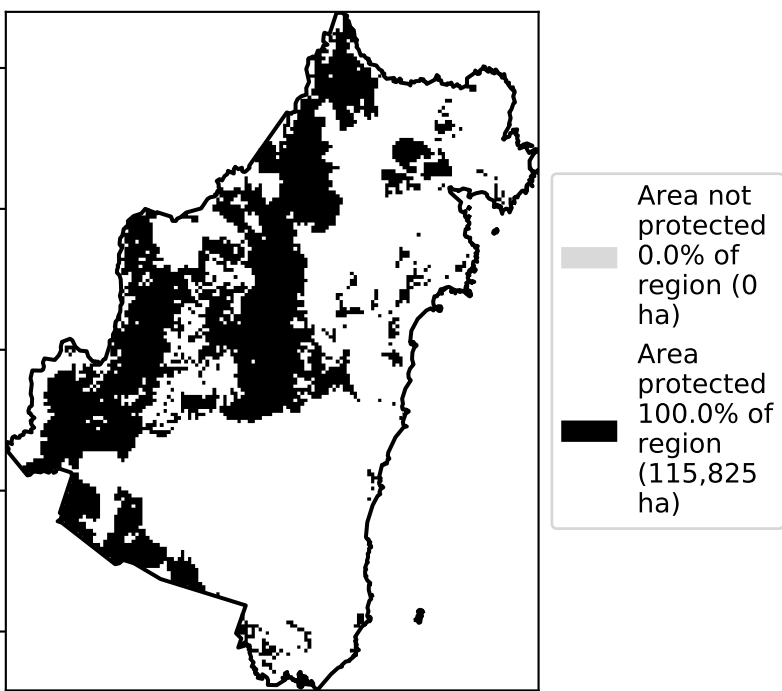 Area not
protected
0.0% of
region (0
ha)
Area
protected
100.0% of
region
(115,825
ha)